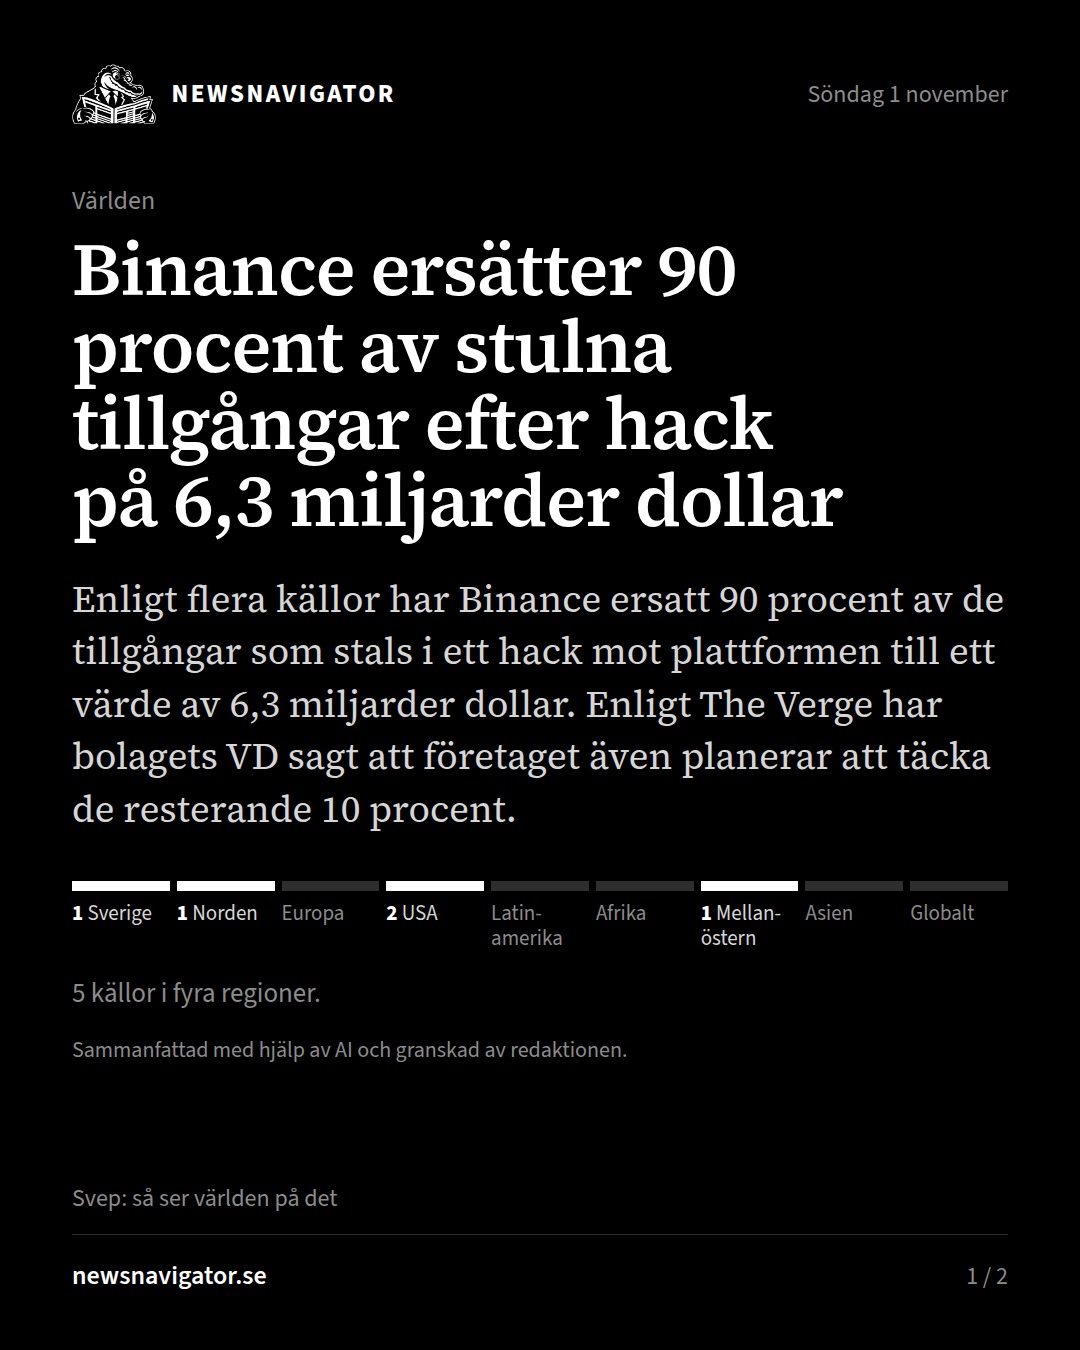 NEWSNAVIGATOR
Söndag 1 november
Världen
Binance ersätter 90
procent av stulna
tillgångar efter hack
på 6,3 miljarder dollar
Enligt flera källor har Binance ersatt 90 procent av de
tillgångar som stals i ett hack mot plattformen till ett
värde av 6,3 miljarder dollar. Enligt The Verge har
bolagets VD sagt att företaget även planerar att täcka
de resterande 10 procent.
1 Sverige
1 Norden
Europa
2 USA
Latin-
amerika
Afrika
1 Mellan-
östern
Asien
Globalt
5 källor i fyra regioner.
Sammanfattad med hjälp av AI och granskad av redaktionen.
Svep: så ser världen på det
newsnavigator.se
1 / 2